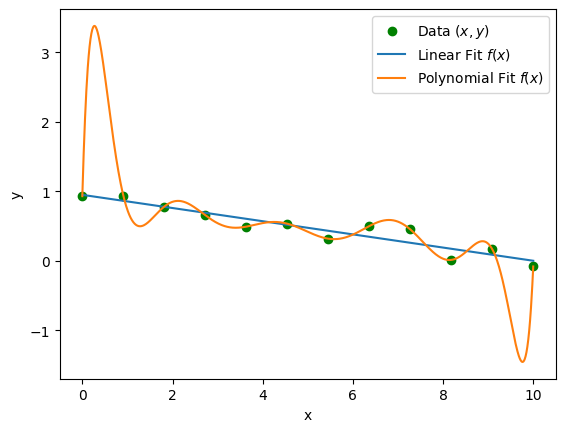 Data (x, y)
Linear Fit f(x)
Polynomial Fit f(x)
3
2
1
0
−1
y
0
2
4
6
8
10
x